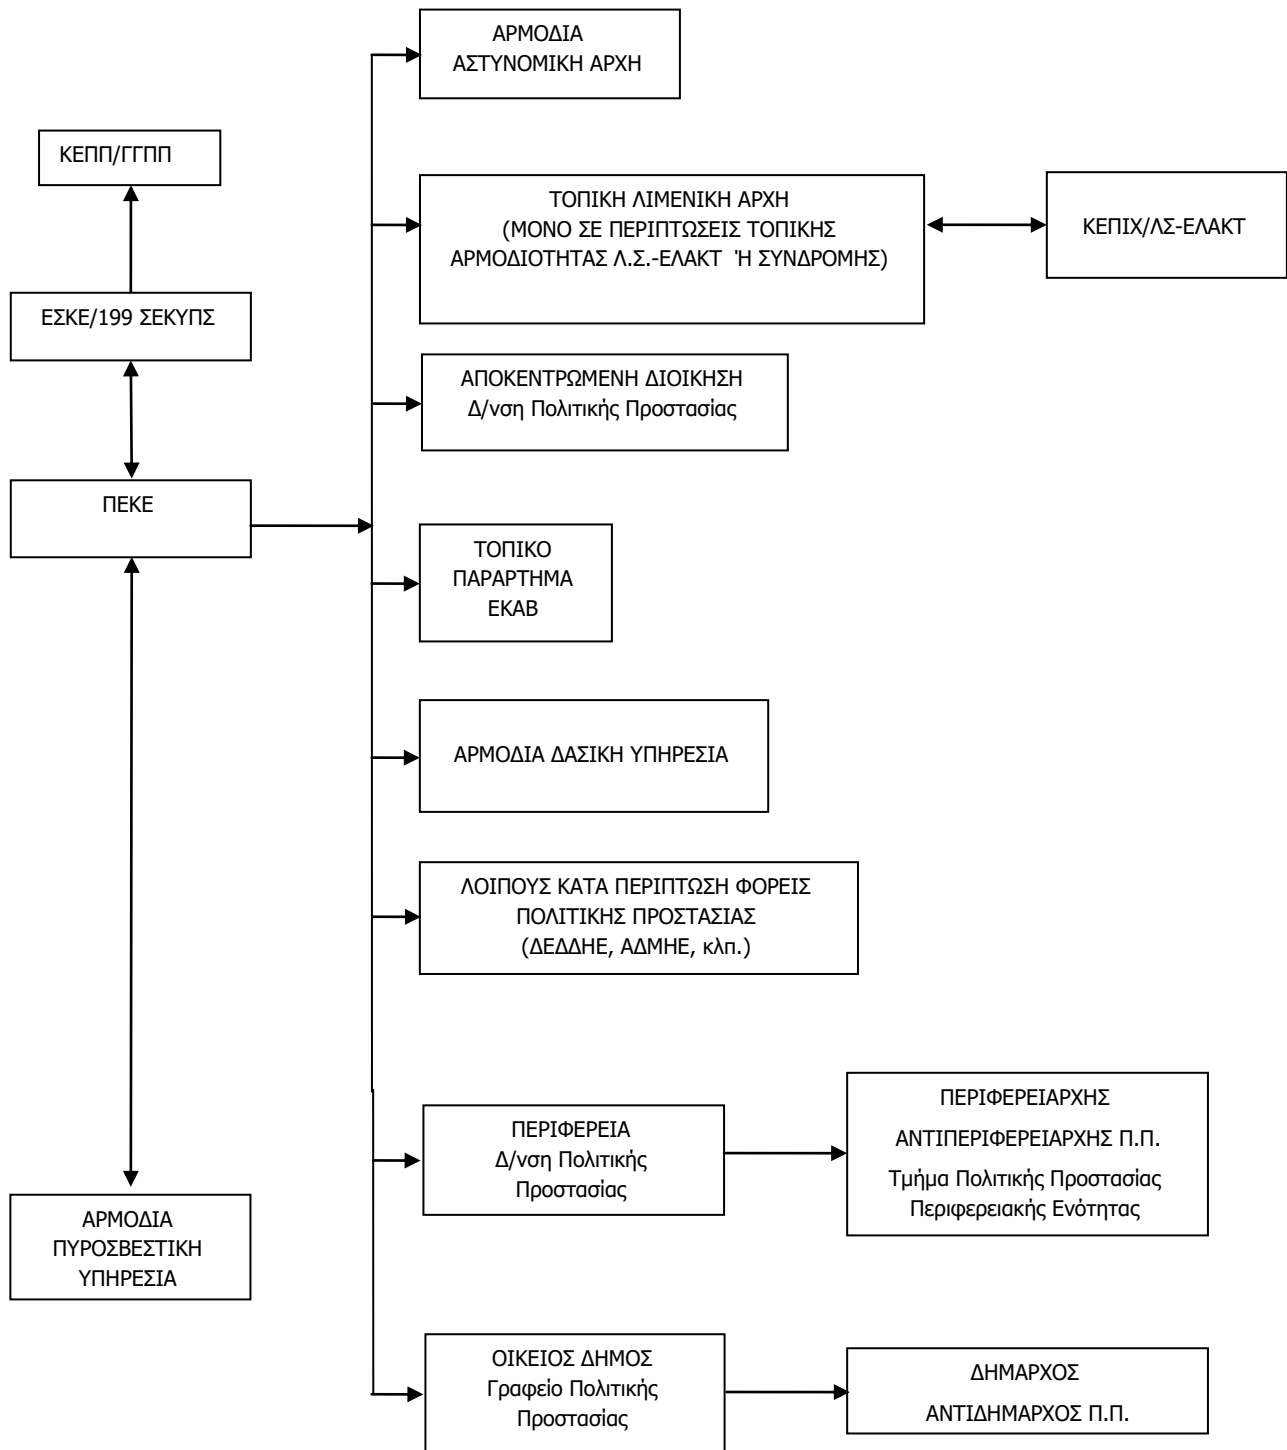 ΑΡΜΟΔΙΑ
ΑΣΤΥΝΟΜΙΚΗ ΑΡΧΗ
ΚΕΠΠ/ΓΓΠΠ
ΤΟΠΙΚΗ ΛΙΜΕΝΙΚΗ ΑΡΧΗ
(ΜΟΝΟ ΣΕ ΠΕΡΙΠΤΩΣΕΙΣ ΤΟΠΙΚΗΣ
ΑΡΜΟΔΙΟΤΗΤΑΣ Λ.Σ.-ΕΛΑΚΤ Ή ΣΥΝΔΡΟΜΗΣ)
ΚΕΠΙΧ/ΛΣ-ΕΛΑΚΤ
ΕΣΚΕ/199 ΣΕΚΥΠΣ
ΑΠΟΚΕΝΤΡΩΜΕΝΗ ΔΙΟΙΚΗΣΗ
Δ/νση Πολιτικής Προστασίας
ΠΕΚΕ
ΤΟΠΙΚΟ
ΠΑΡΑΡΤΗΜΑ
ΕΚΑΒ
ΑΡΜΟΔΙΑ ΔΑΣΙΚΗ ΥΠΗΡΕΣΙΑ
ΛΟΙΠΟΥΣ ΚΑΤΑ ΠΕΡΙΠΤΩΣΗ ΦΟΡΕΙΣ
ΠΟΛΙΤΙΚΗΣ ΠΡΟΣΤΑΣΙΑΣ
(ΔΕΔΔΗΕ, ΑΔΜΗΕ, κλπ.)
ΠΕΡΙΦΕΡΕΙΑ
Δ/νση Πολιτικής
Προστασίας
ΠΕΡΙΦΕΡΕΙΑΡΧΗΣ
ΑΝΤΙΠΕΡΙΦΕΡΕΙΑΡΧΗΣ Π.Π.
Τμήμα Πολιτικής Προστασίας
Περιφερειακής Ενότητας
ΑΡΜΟΔΙΑ
ΠΥΡΟΣΒΕΣΤΙΚΗ
ΥΠΗΡΕΣΙΑ
ΟΙΚΕΙΟΣ ΔΗΜΟΣ
Γραφείο Πολιτικής
Προστασίας
ΔΗΜΑΡΧΟΣ
ΑΝΤΙΔΗΜΑΡΧΟΣ Π.Π.